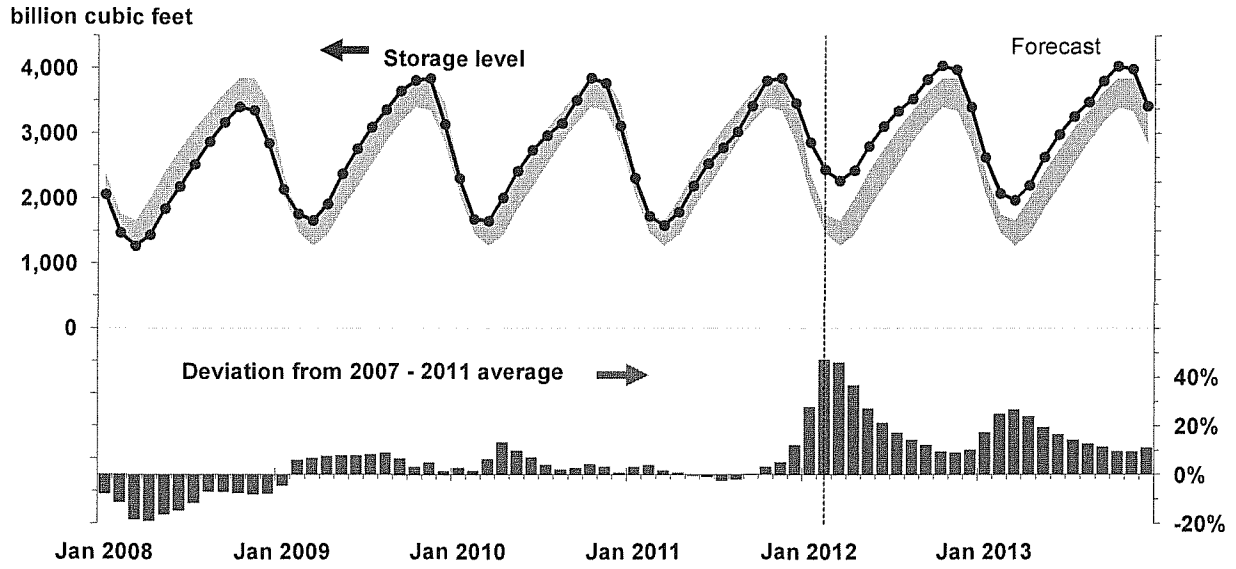 billion cubic feet
Storage level
Forecast
4,000
3,000
2,000
1,000
0
Deviation from 2007 - 2011 average
40%
20%
0%
-20%
Jan 2008 Jan 2009 Jan 2010 Jan 2011 Jan 2012 Jan 2013